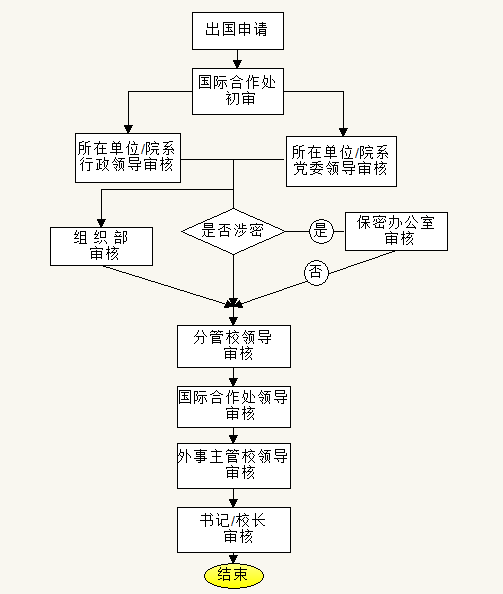 出国申请
国际合作处
初审
所在单位/院系
行政领导审核
所在单位/院系
党委领导审核
组织部
审核
是否涉密
是
保密办公室
审核
否
分管校领导
审核
国际合作处领导
审核
外事主管校领导
审核
书记/校长
审核
结束